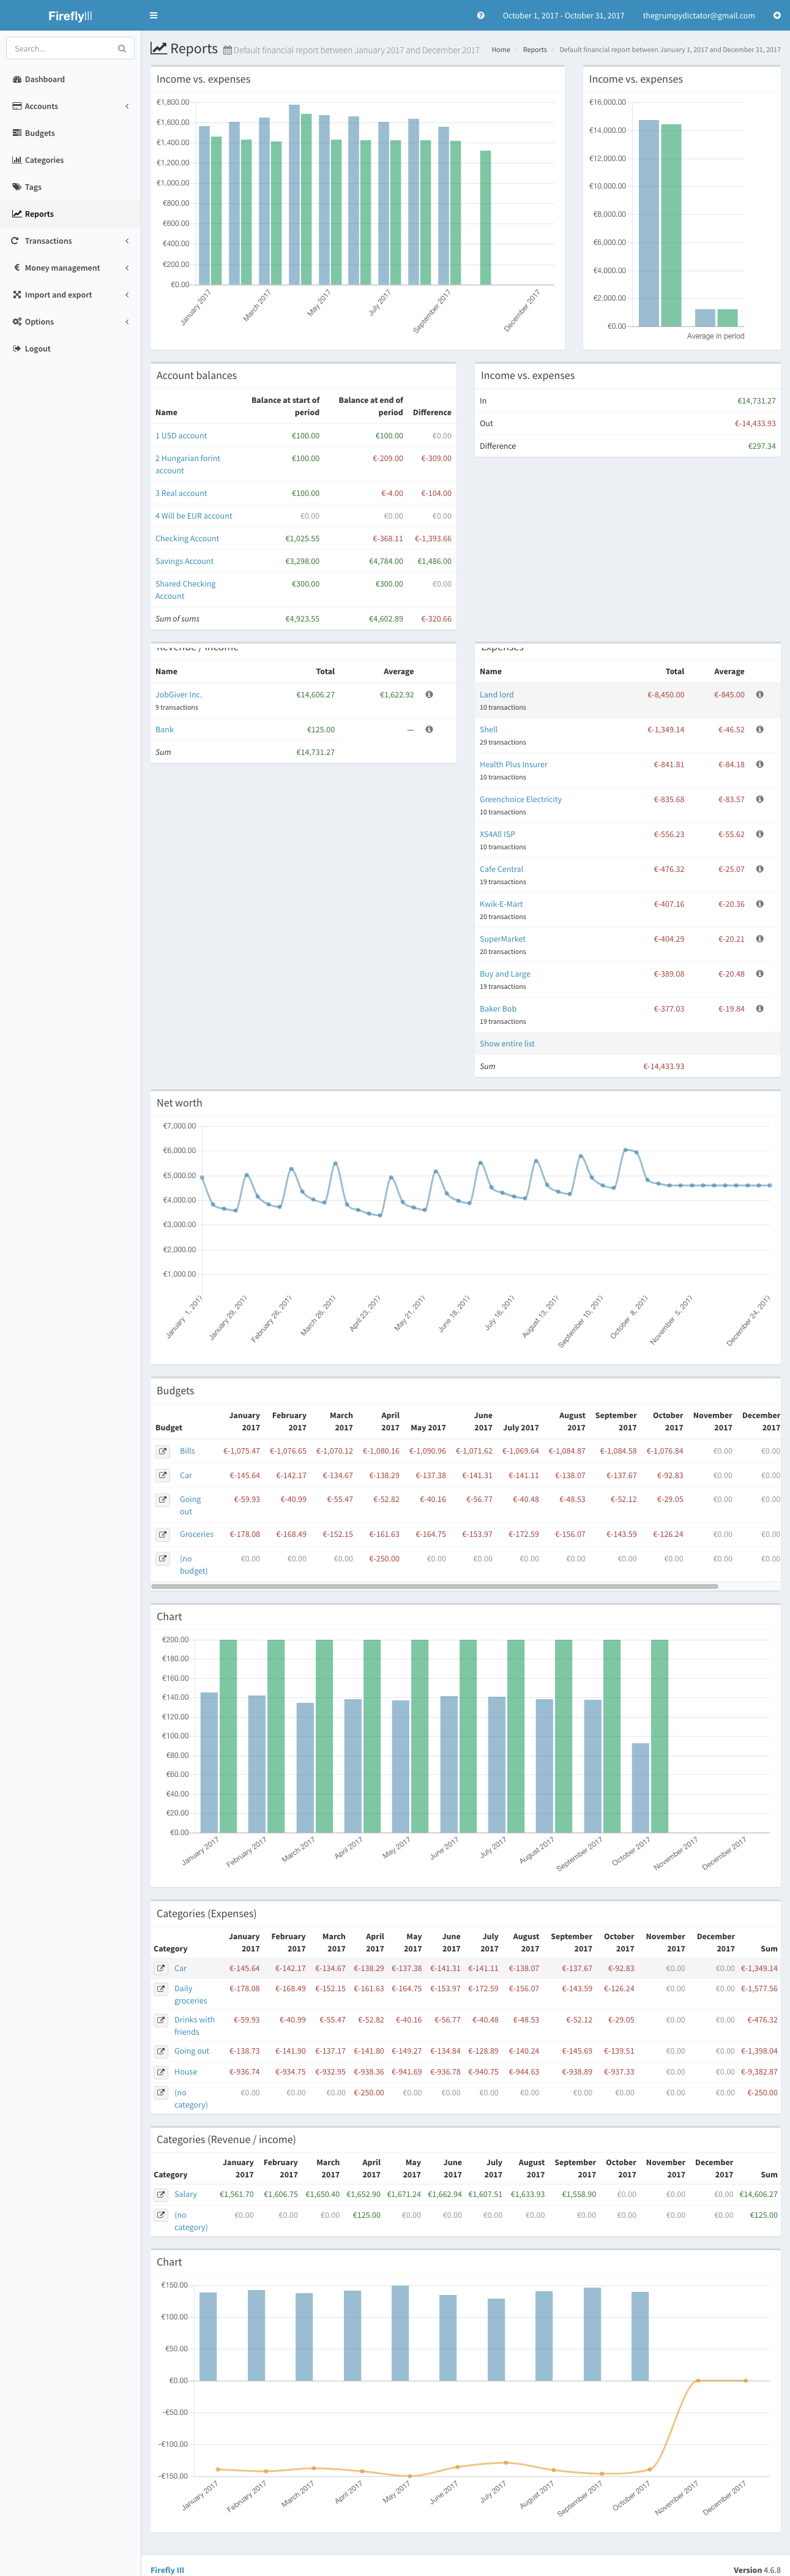 Firefly III
October 1, 2017 - October 31, 2017 thegrumpydictator@gmail.com
Search...
Dashboard
Accounts
Budgets
Categories
Tags
Reports
Transactions
€ Money management
Import and export
Options
Logout
Reports Default financial report between January 2017 and December 2017
Home Reports Default financial report between January 1, 2017 and December 31, 2017
Income vs. expenses
€1,800.00
€1,600.00
€1,400.00
€1,200.00
€1,000.00
€800.00
€600.00
€400.00
€200.00
€0.00
January 2017 March 2017 May 2017 July 2017 September 2017 December 2017
Income vs. expenses
€16,000.00
€14,000.00
€12,000.00
€10,000.00
€8,000.00
€6,000.00
€4,000.00
€2,000.00
€0.00
Average in period
Account balances
Name Balance at start of period Balance at end of period Difference
1 USD account €100.00 €100.00 €0.00
2 Hungarian forint account €100.00 €-209.00 €-309.00
3 Real account €100.00 €-4.00 €-104.00
4 Will be EUR account €0.00 €0.00 €0.00
Checking Account €1,025.55 €-368.11 €-1,393.66
Savings Account €3,298.00 €4,784.00 €1,486.00
Shared Checking Account €300.00 €300.00 €0.00
Sum of sums €4,923.55 €4,602.89 €-320.66
Income vs. expenses
In €14,731.27
Out €-14,433.93
Difference €297.34
Revenue / income
Name Total Average
JobGiver Inc. €14,606.27 €1,622.92
9 transactions
Bank €125.00 —
Sum €14,731.27
Expenses
Name Total Average
Land lord €-8,450.00 €-845.00
10 transactions
Shell €-1,349.14 €-46.52
29 transactions
Health Plus Insurer €-841.81 €-84.18
10 transactions
Greenchoice Electricity €-835.68 €-83.57
10 transactions
XS4All ISP €-556.23 €-55.62
10 transactions
Cafe Central €-476.32 €-25.07
19 transactions
Kwik-E-Mart €-407.16 €-20.36
20 transactions
SuperMarket €-404.29 €-20.21
20 transactions
Buy and Large €-389.08 €-20.48
19 transactions
Baker Bob €-377.03 €-19.84
19 transactions
Show entire list
Sum €-14,433.93
Net worth
€7,000.00
€6,000.00
€5,000.00
€4,000.00
€3,000.00
€2,000.00
€1,000.00
January 1, 2017 January 29, 2017 February 26, 2017 March 26, 2017 April 23, 2017 May 21, 2017 June 18, 2017 July 16, 2017 August 13, 2017 September 10, 2017 October 8, 2017 November 5, 2017 December 24, 2017
Budgets
Budget January 2017 February 2017 March 2017 April 2017 May 2017 June 2017 July 2017 August 2017 September 2017 October 2017 November 2017 December 2017
Bills €-1,075.47 €-1,076.65 €-1,070.12 €-1,080.16 €-1,090.96 €-1,071.62 €-1,069.64 €-1,084.87 €-1,084.58 €-1,076.84 €0.00 €0.00
Car €-145.64 €-142.17 €-134.67 €-138.29 €-137.38 €-141.31 €-141.11 €-138.07 €-137.67 €-92.83 €0.00 €0.00
Going out €-59.93 €-40.99 €-55.47 €-52.82 €-40.16 €-56.77 €-40.48 €-48.53 €-52.12 €-29.05 €0.00 €0.00
Groceries €-178.08 €-168.49 €-152.15 €-161.63 €-164.75 €-153.97 €-172.59 €-156.07 €-143.59 €-126.24 €0.00 €0.00
(no budget) €0.00 €0.00 €0.00 €-250.00 €0.00 €0.00 €0.00 €0.00 €0.00 €0.00 €0.00 €0.00
Chart
€200.00
€180.00
€160.00
€140.00
€120.00
€100.00
€80.00
€60.00
€40.00
€20.00
€0.00
January 2017 February 2017 March 2017 April 2017 May 2017 June 2017 July 2017 August 2017 September 2017 October 2017 November 2017 December 2017
Categories (Expenses)
Category January 2017 February 2017 March 2017 April 2017 May 2017 June 2017 July 2017 August 2017 September 2017 October 2017 November 2017 December 2017 Sum
Car €-145.64 €-142.17 €-134.67 €-138.29 €-137.38 €-141.31 €-141.11 €-138.07 €-137.67 €-92.83 €0.00 €0.00 €-1,349.14
Daily groceries €-178.08 €-168.49 €-152.15 €-161.63 €-164.75 €-153.97 €-172.59 €-156.07 €-143.59 €-126.24 €0.00 €0.00 €-1,577.56
Drinks with friends €-59.93 €-40.99 €-55.47 €-52.82 €-40.16 €-56.77 €-40.48 €-48.53 €-52.12 €-29.05 €0.00 €0.00 €-476.32
Going out €-138.73 €-141.90 €-137.17 €-141.80 €-149.27 €-134.84 €-128.89 €-140.24 €-145.69 €-139.51 €0.00 €0.00 €-1,398.04
House €-936.74 €-934.75 €-932.95 €-938.36 €-941.69 €-936.78 €-940.75 €-944.63 €-938.89 €-937.33 €0.00 €0.00 €-9,382.87
(no category) €0.00 €0.00 €0.00 €-250.00 €0.00 €0.00 €0.00 €0.00 €0.00 €0.00 €0.00 €0.00 €-250.00
Categories (Revenue / income)
Category January 2017 February 2017 March 2017 April 2017 May 2017 June 2017 July 2017 August 2017 September 2017 October 2017 November 2017 December 2017 Sum
Salary €1,561.70 €1,606.75 €1,650.40 €1,652.90 €1,671.24 €1,662.94 €1,607.51 €1,633.93 €1,558.90 €0.00 €0.00 €0.00 €14,606.27
(no category) €0.00 €0.00 €0.00 €125.00 €0.00 €0.00 €0.00 €0.00 €0.00 €0.00 €0.00 €0.00 €125.00
Chart
€150.00
€100.00
€50.00
€0.00
-€50.00
-€100.00
-€150.00
January 2017 February 2017 March 2017 April 2017 May 2017 June 2017 July 2017 August 2017 September 2017 October 2017 November 2017 December 2017
Firefly III Version 4.6.8